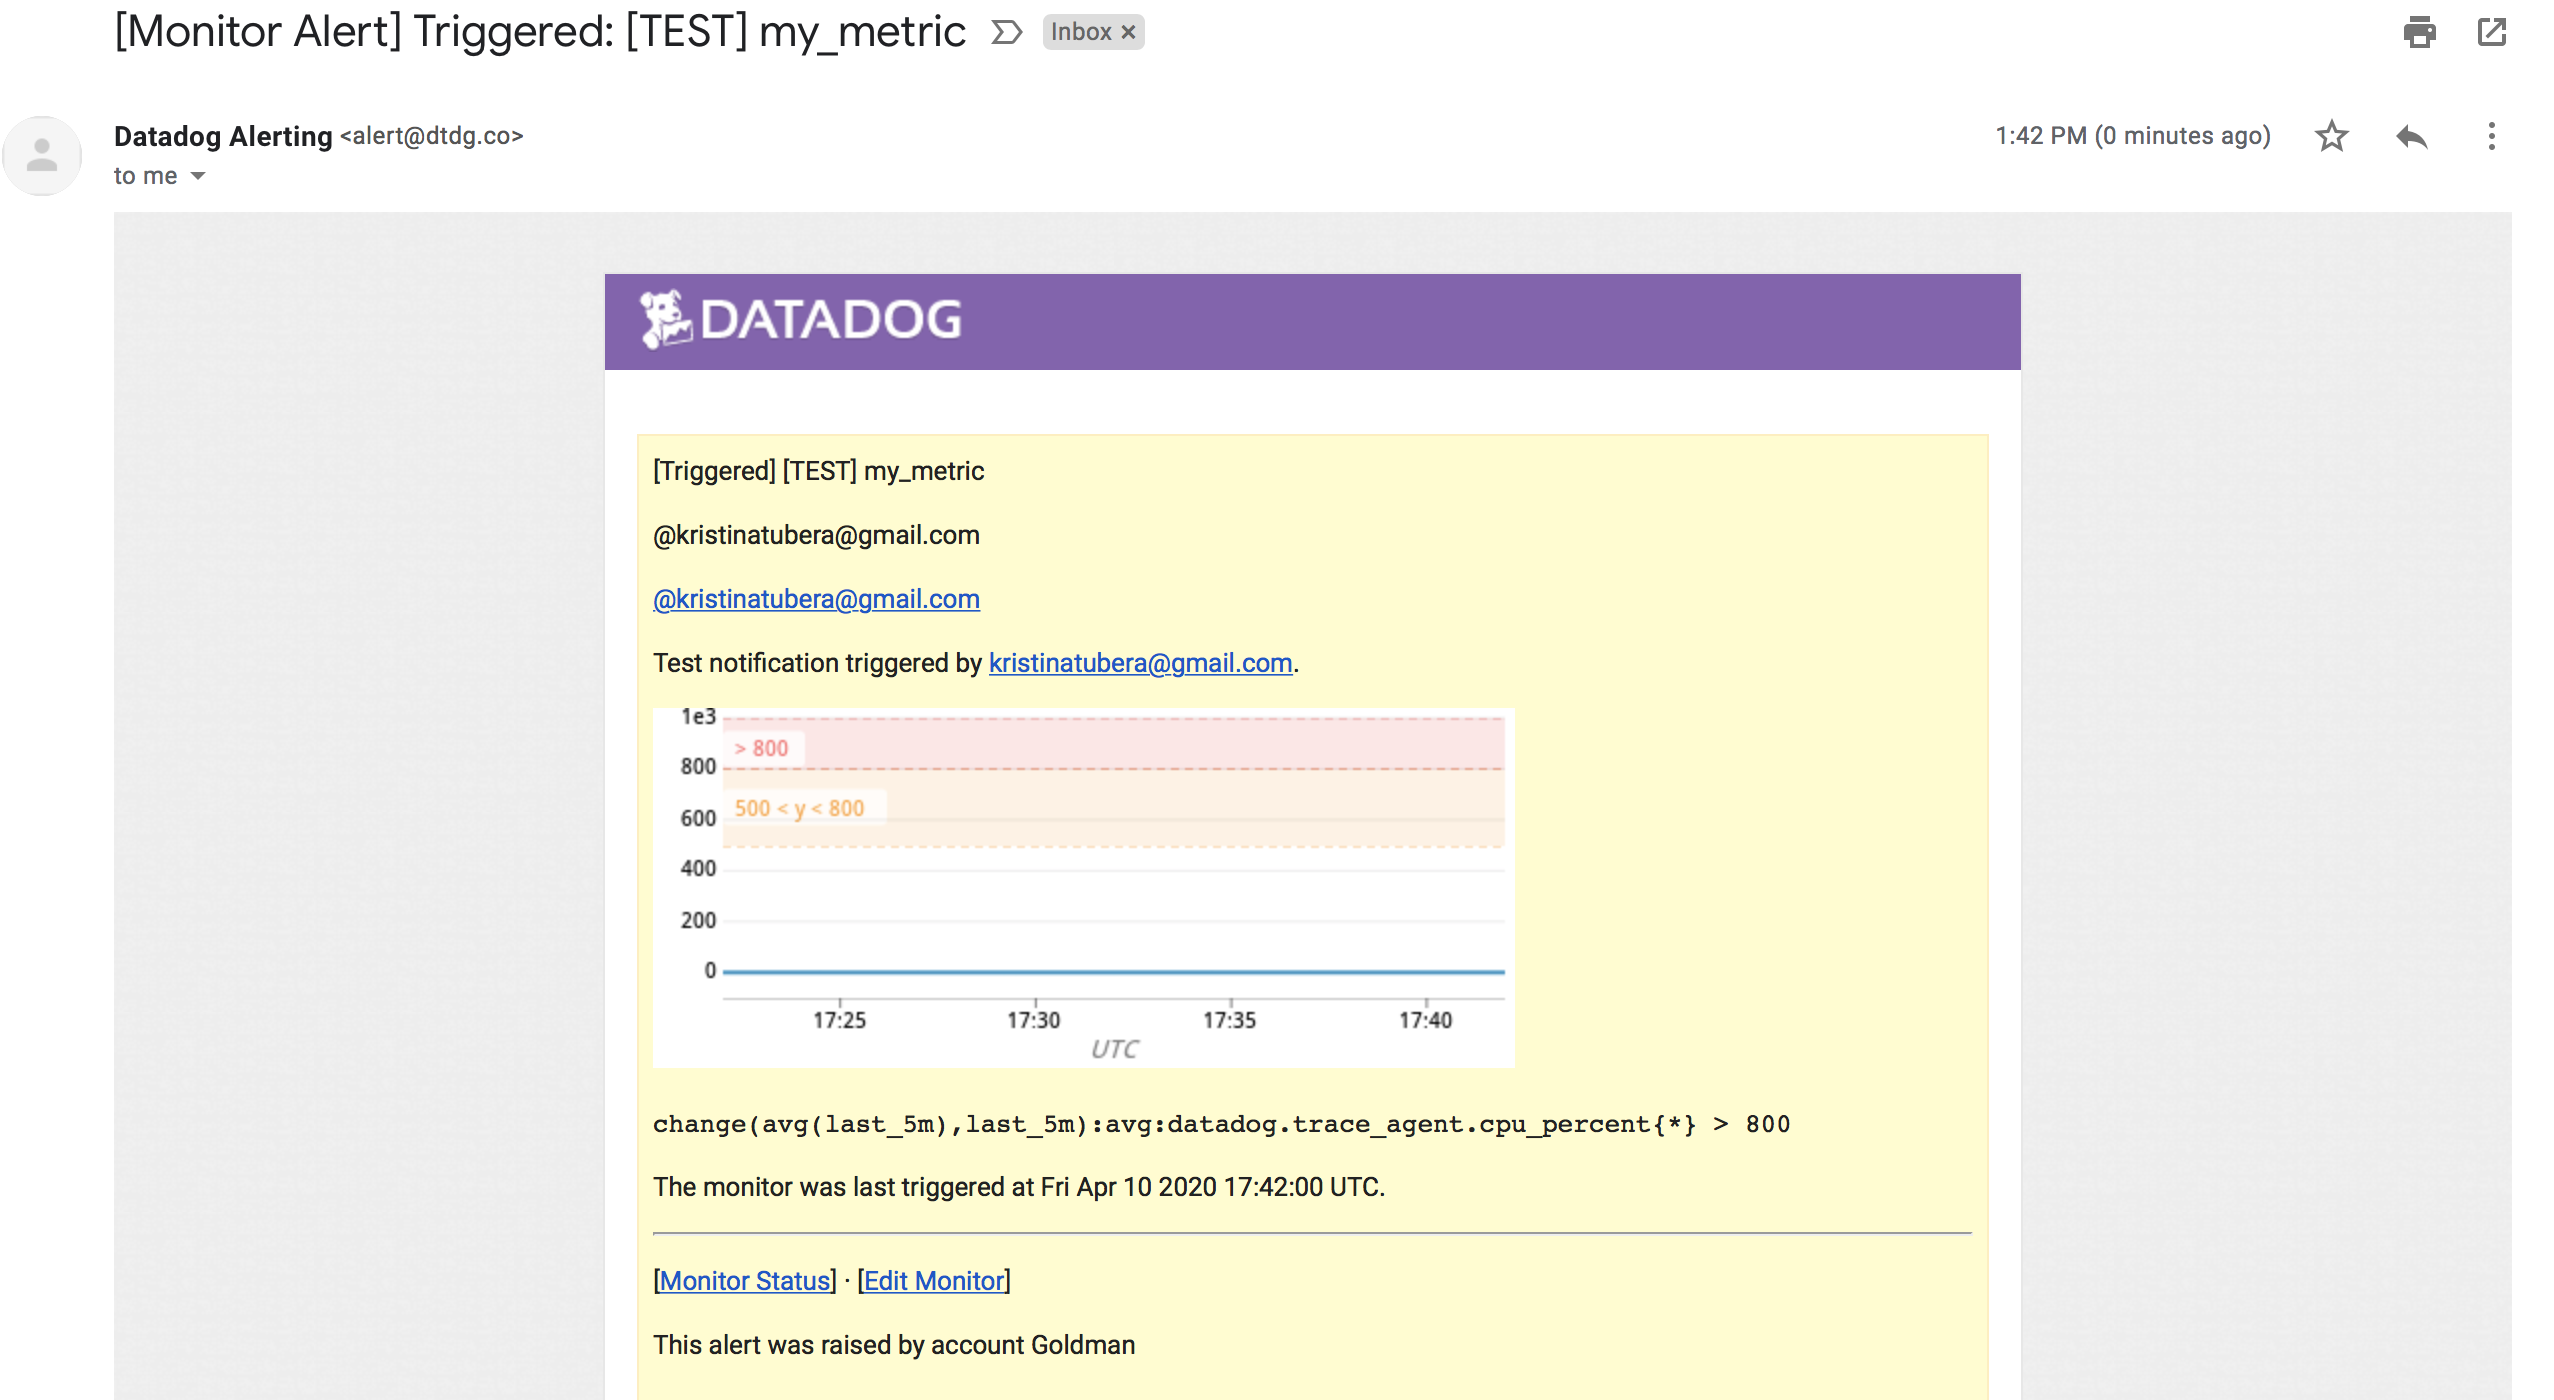 [Monitor Alert] Triggered: [TEST] my_metric Inbox ×
Datadog Alerting <alert@dtdg.co> 1:42 PM (0 minutes ago)
to me
DATADOG
[Triggered] [TEST] my_metric
@kristinatubera@gmail.com
@kristinatubera@gmail.com
Test notification triggered by kristinatubera@gmail.com.
1e3
> 800
800
500 < y < 800
600
400
200
0
17:25 17:30 17:35 17:40
UTC
change(avg(last_5m),last_5m):avg:datadog.trace_agent.cpu_percent{*} > 800
The monitor was last triggered at Fri Apr 10 2020 17:42:00 UTC.
[Monitor Status] · [Edit Monitor]
This alert was raised by account Goldman